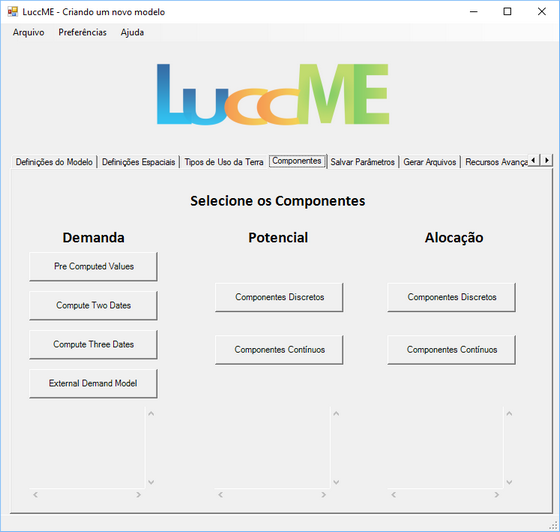 LuccME - Criando um novo modelo
Arquivo Preferências Ajuda
LuccME
Definições do Modelo Definições Espaciais Tipos de Uso da Terra Componentes Salvar Parâmetros Gerar Arquivos Recursos Avança
Selecione os Componentes
Demanda Potencial Alocação
Pre Computed Values
Componentes Discretos Componentes Discretos
Compute Two Dates
Compute Three Dates
Componentes Contínuos Componentes Contínuos
External Demand Model